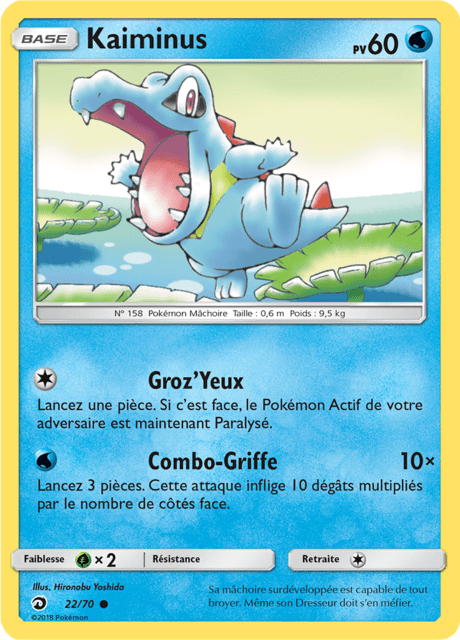 BASE Kaiminus PV60
N° 158 Pokémon Mâchoire Taille : 0,6 m Poids : 9,5 kg
Groz'Yeux
Lancez une pièce. Si c'est face, le Pokémon Actif de votre
adversaire est maintenant Paralysé.
Combo-Griffe 10×
Lancez 3 pièces. Cette attaque inflige 10 dégâts multipliés
par le nombre de côtés face.
Faiblesse × 2 Résistance Retraite
Illus. Hironobu Yoshida
22/70
©2018 Pokémon
Sa mâchoire surdéveloppée est capable de tout
broyer. Même son Dresseur doit s'en méfier.